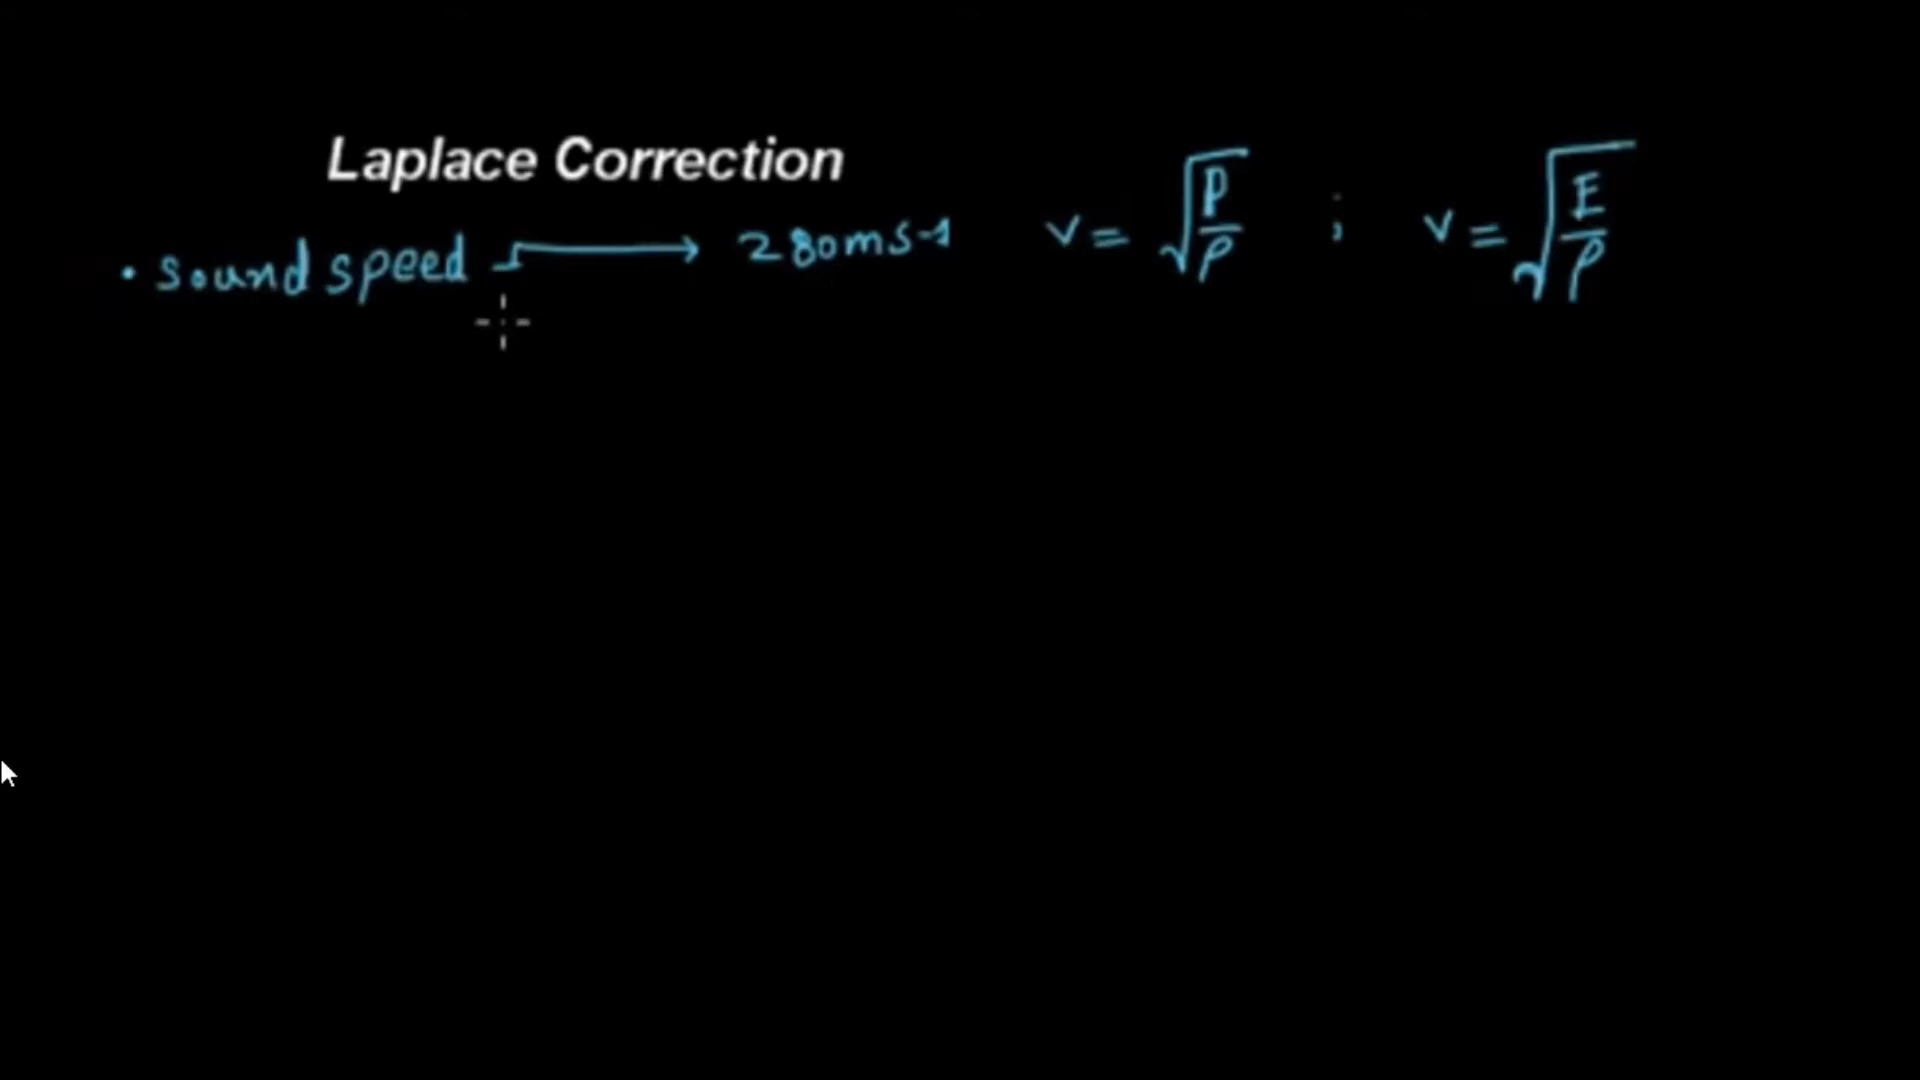 Laplace Correction
• sound speed → 280ms-1 v = √P/ρ ; v = √E/ρ